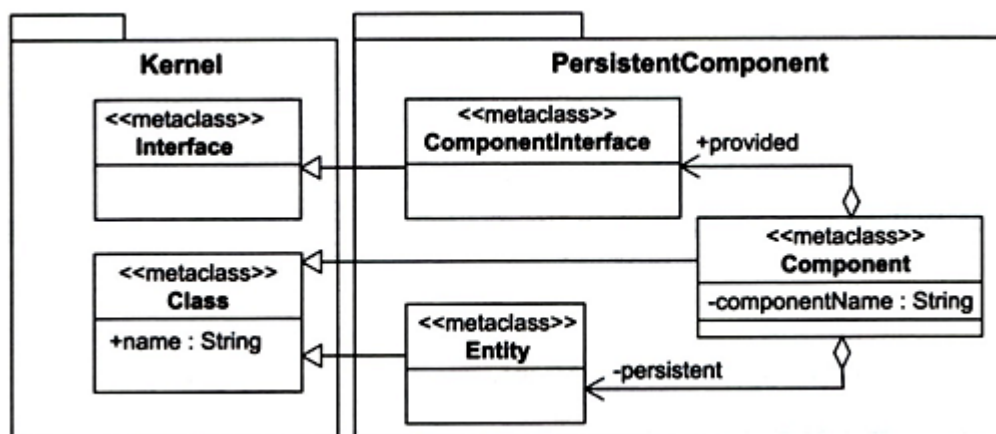 Kernel
<<metaclass>>
Interface
<<metaclass>>
Class
+name : String
PersistentComponent
<<metaclass>>
ComponentInterface
+provided
<<metaclass>>
Component
-componentName : String
<<metaclass>>
Entity
-persistent